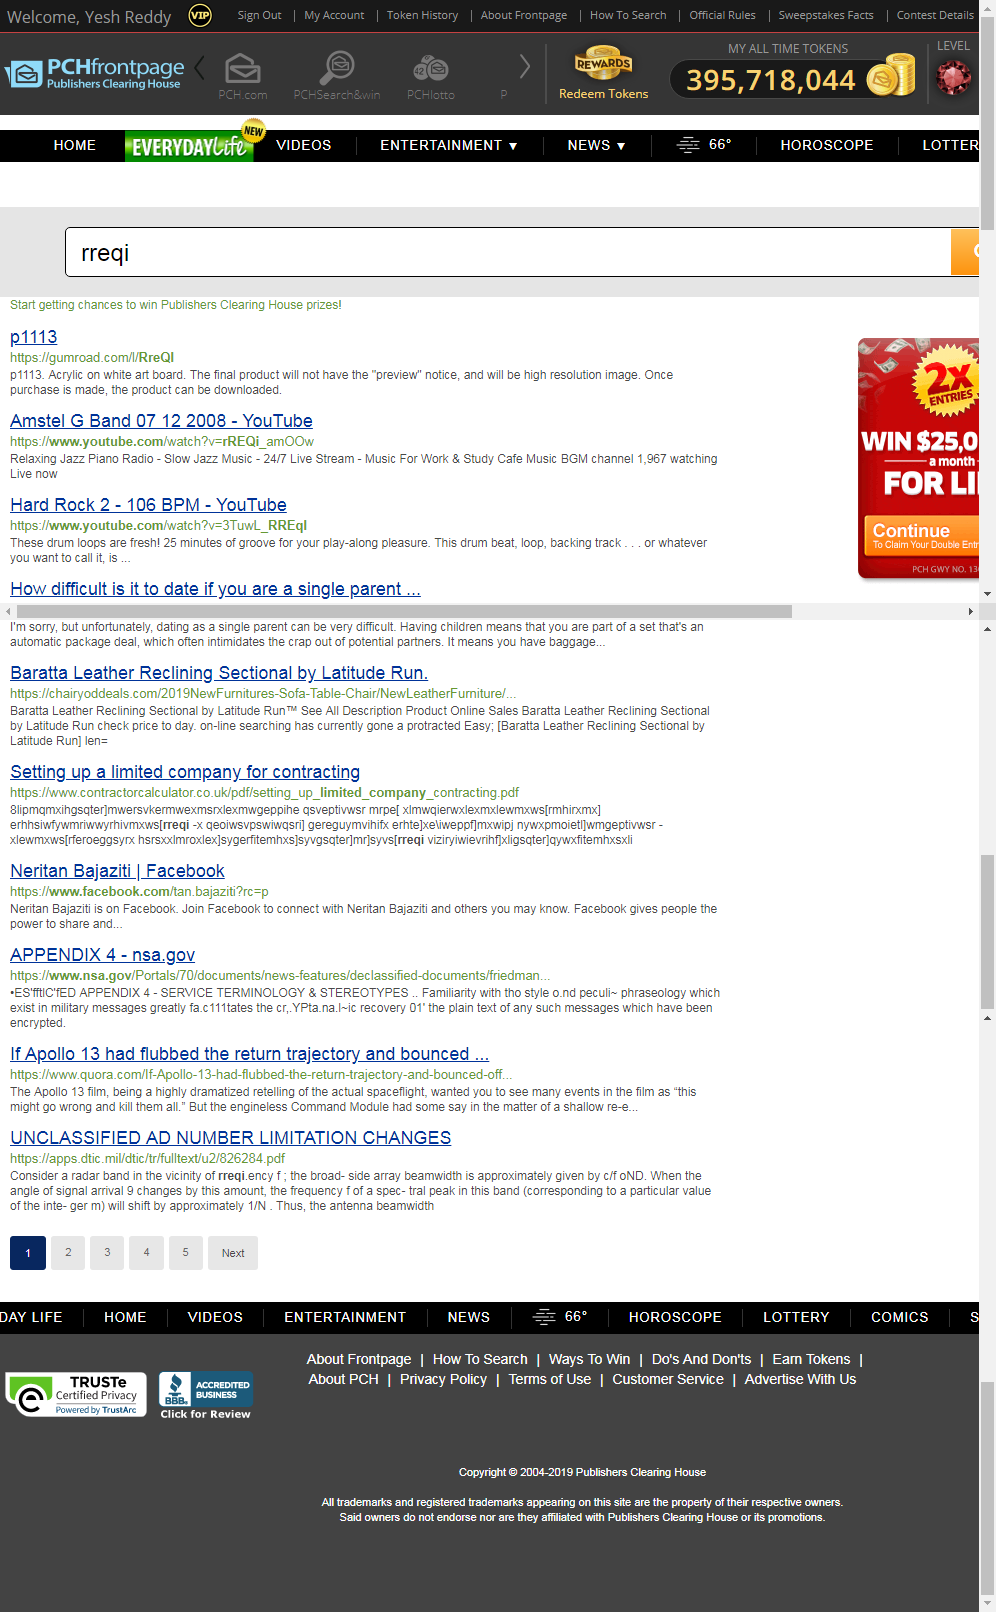 Welcome, Yesh Reddy VIP Sign Out | My Account | Token History | About Frontpage | How To Search | Official Rules | Sweepstakes Facts | Contest Details
PCHfrontpage
Publishers Clearing House
PCH.com PCHSearch&win 42 PCHlotto P
REWARDS
Redeem Tokens
MY ALL TIME TOKENS
395,718,044
LEVEL
HOME EVERYDAY Life NEW VIDEOS ENTERTAINMENT ▼ NEWS ▼ 66° HOROSCOPE LOTTER
rreqi
Start getting chances to win Publishers Clearing House prizes!
p1113
https://gumroad.com/l/RreQI
p1113. Acrylic on white art board. The final product will not have the "preview" notice, and will be high resolution image. Once
purchase is made, the product can be downloaded.
Amstel G Band 07 12 2008 - YouTube
https://www.youtube.com/watch?v=rREQi_amOOw
Relaxing Jazz Piano Radio - Slow Jazz Music - 24/7 Live Stream - Music For Work & Study Cafe Music BGM channel 1,967 watching
Live now
Hard Rock 2 - 106 BPM - YouTube
https://www.youtube.com/watch?v=3TuwL_RREqI
These drum loops are fresh! 25 minutes of groove for your play-along pleasure. This drum beat, loop, backing track . . . or whatever
you want to call it, is ...
How difficult is it to date if you are a single parent ...
2X
ENTRIES
WIN $25,0
a month
FOR LI
Continue
To Claim Your Double Entr
PCH GWY NO. 13
I'm sorry, but unfortunately, dating as a single parent can be very difficult. Having children means that you are part of a set that's an
automatic package deal, which often intimidates the crap out of potential partners. It means you have baggage...
Baratta Leather Reclining Sectional by Latitude Run.
https://chairyoddeals.com/2019NewFurnitures-Sofa-Table-Chair/NewLeatherFurniture/...
Baratta Leather Reclining Sectional by Latitude Run™ See All Description Product Online Sales Baratta Leather Reclining Sectional
by Latitude Run check price to day. on-line searching has currently gone a protracted Easy; [Baratta Leather Reclining Sectional by
Latitude Run] len=
Setting up a limited company for contracting
https://www.contractorcalculator.co.uk/pdf/setting_up_limited_company_contracting.pdf
8lipmqmxihgsqter]mwersvkermwexmsrxlexmwgeppihe qsveptivwsr mrpe[ xlmwqierwxlexmxlewmxws[rmhirxmx]
erhhsiwfywmriwwyrhivmxws[rreqi -x qeoiwsvpswiwqsri] gereguymvihifx erhte]xe\iweppf]mxwipj nywxpmoietl]wmgeptivwsr -
xlewmxws[rferoeggsyrx hsrsxxlmroxlex]sygerfitemhxs]syvgsqter]mr]syvs[rreqi viziryiwievrihf]xligsqter]qywxfitemhxsxli
Neritan Bajaziti | Facebook
https://www.facebook.com/tan.bajaziti?rc=p
Neritan Bajaziti is on Facebook. Join Facebook to connect with Neritan Bajaziti and others you may know. Facebook gives people the
power to share and...
APPENDIX 4 - nsa.gov
https://www.nsa.gov/Portals/70/documents/news-features/declassified-documents/friedman...
•ES'fftlC'fED APPENDIX 4 - SERVICE TERMINOLOGY & STEREOTYPES .. Familiarity with tho style o.nd peculi~ phraseology which
exist in military messages greatly fa.c111tates the cr,.YPta.na.l~ic recovery 01' the plain text of any such messages which have been
encrypted.
If Apollo 13 had flubbed the return trajectory and bounced ...
https://www.quora.com/If-Apollo-13-had-flubbed-the-return-trajectory-and-bounced-off...
The Apollo 13 film, being a highly dramatized retelling of the actual spaceflight, wanted you to see many events in the film as “this
might go wrong and kill them all.” But the engineless Command Module had some say in the matter of a shallow re-e...
UNCLASSIFIED AD NUMBER LIMITATION CHANGES
https://apps.dtic.mil/dtic/tr/fulltext/u2/826284.pdf
Consider a radar band in the vicinity of rreqi.ency f ; the broad- side array beamwidth is approximately given by c/f oND. When the
angle of signal arrival 9 changes by this amount, the frequency f of a spec- tral peak in this band (corresponding to a particular value
of the inte- ger m) will shift by approximately 1/N . Thus, the antenna beamwidth
1 2 3 4 5 Next
DAY LIFE HOME VIDEOS ENTERTAINMENT NEWS 66° HOROSCOPE LOTTERY COMICS S
About Frontpage | How To Search | Ways To Win | Do's And Don'ts | Earn Tokens |
About PCH | Privacy Policy | Terms of Use | Customer Service | Advertise With Us
TRUSTe
Certified Privacy
Powered by TrustArc
BBB
ACCREDITED
BUSINESS
Click for Review
Copyright © 2004-2019 Publishers Clearing House
All trademarks and registered trademarks appearing on this site are the property of their respective owners.
Said owners do not endorse nor are they affiliated with Publishers Clearing House or its promotions.